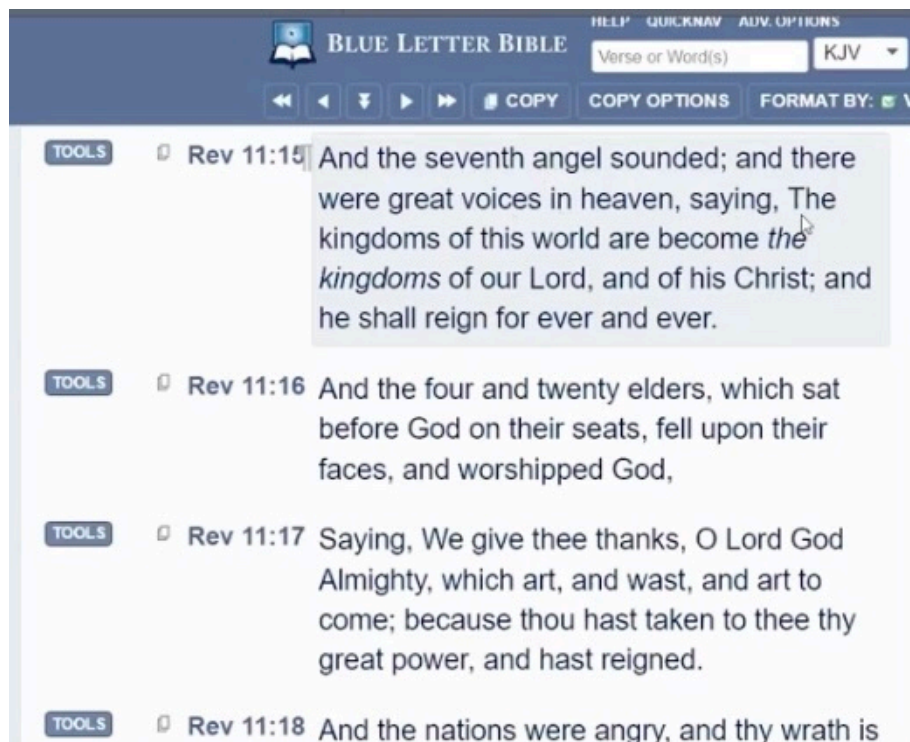 HELP QUICKNAV ADV. OPTIONS
BLUE LETTER BIBLE
Verse or Word(s) KJV
COPY COPY OPTIONS FORMAT BY: V
TOOLS Rev 11:15 ¶ And the seventh angel sounded; and there
were great voices in heaven, saying, The
kingdoms of this world are become the
kingdoms of our Lord, and of his Christ; and
he shall reign for ever and ever.
TOOLS Rev 11:16 And the four and twenty elders, which sat
before God on their seats, fell upon their
faces, and worshipped God,
TOOLS Rev 11:17 Saying, We give thee thanks, O Lord God
Almighty, which art, and wast, and art to
come; because thou hast taken to thee thy
great power, and hast reigned.
TOOLS Rev 11:18 And the nations were angry, and thy wrath is